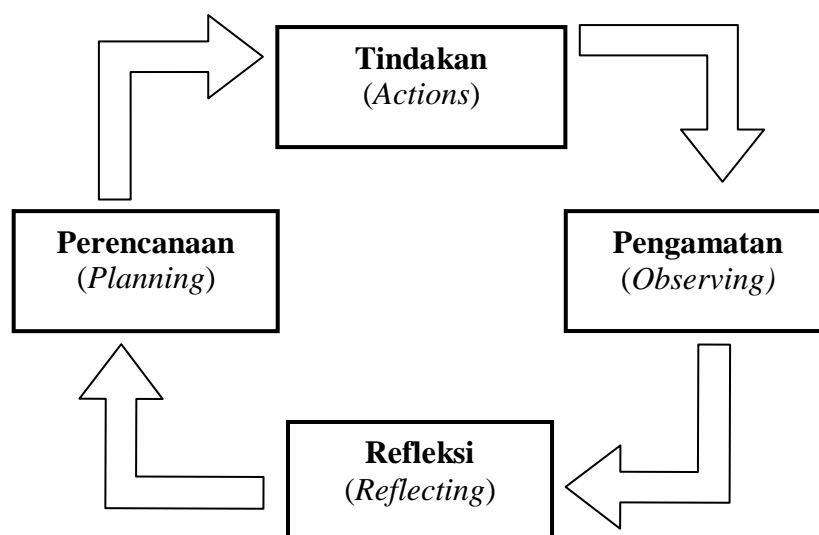 Tindakan
(Actions)
Perencanaan
(Planning)
Pengamatan
(Observing)
Refleksi
(Reflecting)